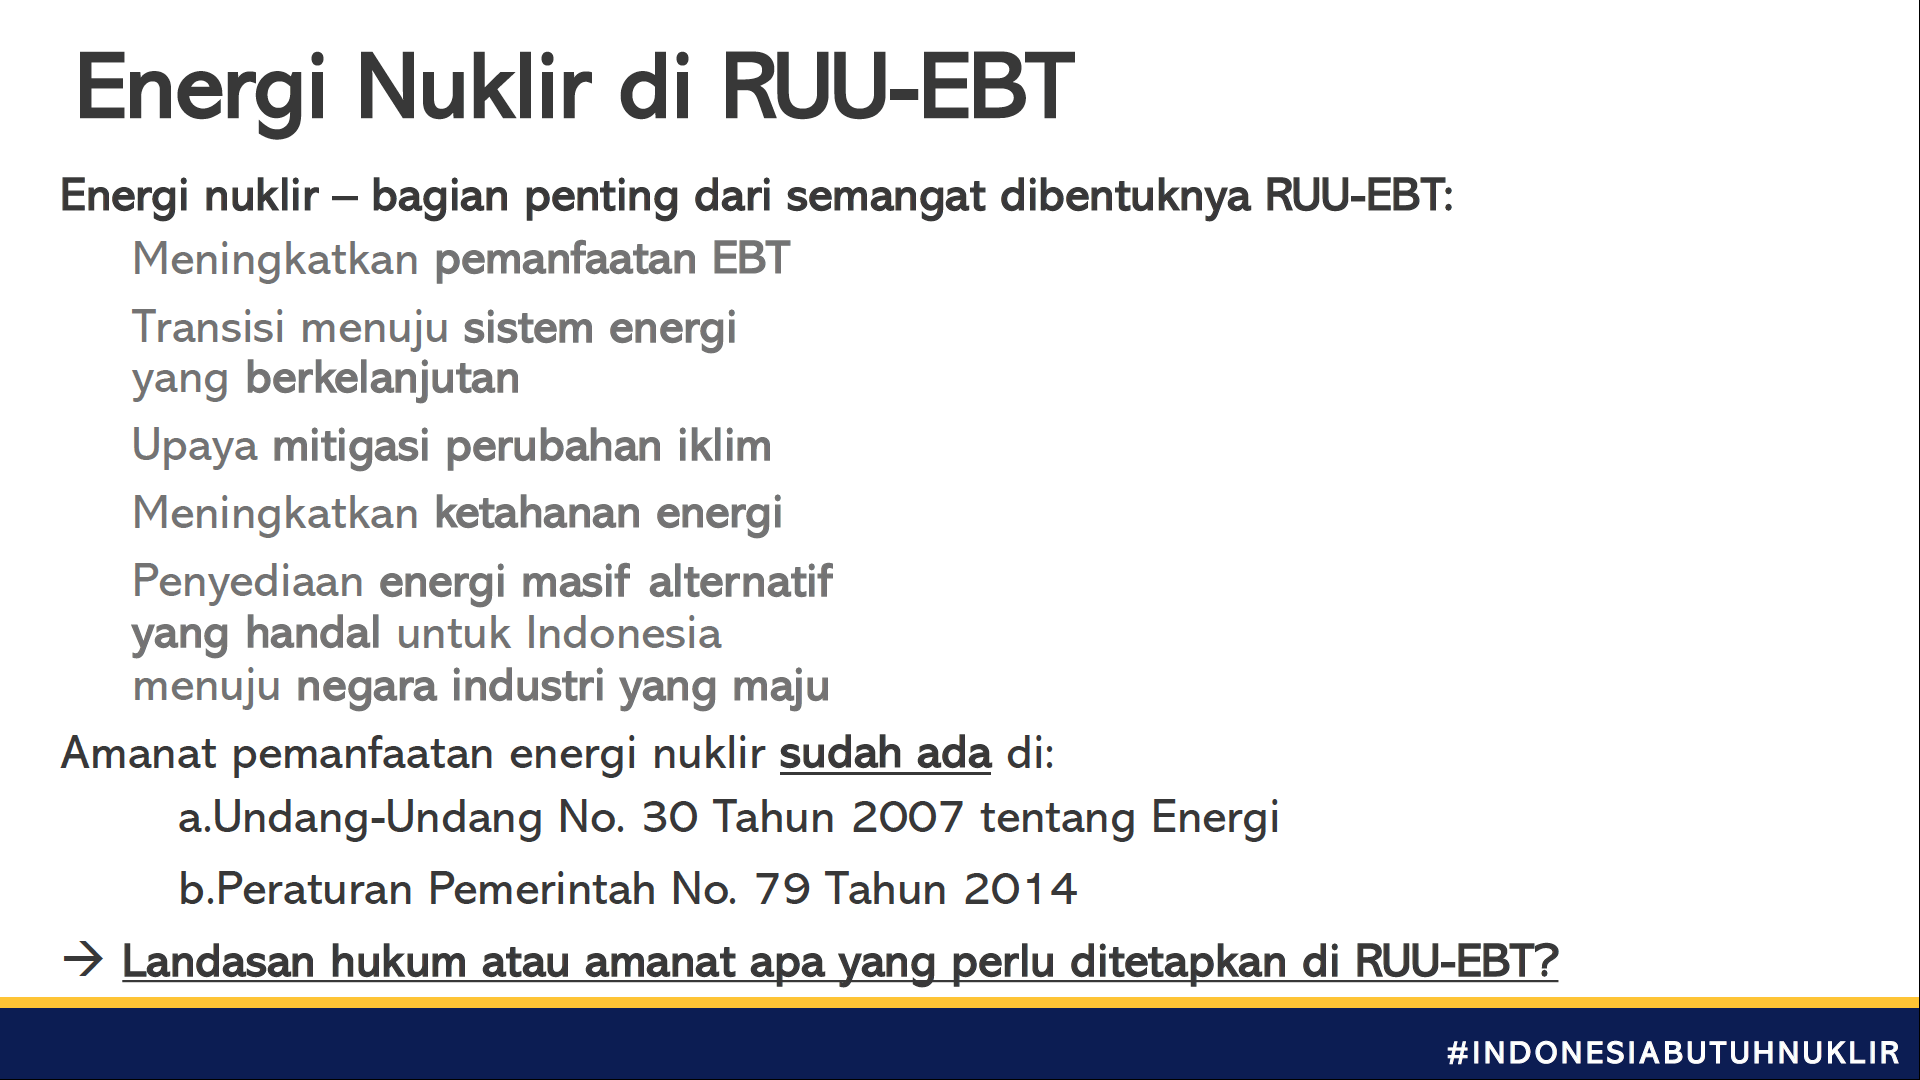 Energi Nuklir di RUU-EBT
Energi nuklir – bagian penting dari semangat dibentuknya RUU-EBT:
Meningkatkan pemanfaatan EBT
Transisi menuju sistem energi
yang berkelanjutan
Upaya mitigasi perubahan iklim
Meningkatkan ketahanan energi
Penyediaan energi masif alternatif
yang handal untuk Indonesia
menuju negara industri yang maju
Amanat pemanfaatan energi nuklir sudah ada di:
a.Undang-Undang No. 30 Tahun 2007 tentang Energi
b.Peraturan Pemerintah No. 79 Tahun 2014
→ Landasan hukum atau amanat apa yang perlu ditetapkan di RUU-EBT?
#INDONESIABUTUHNUKLIR